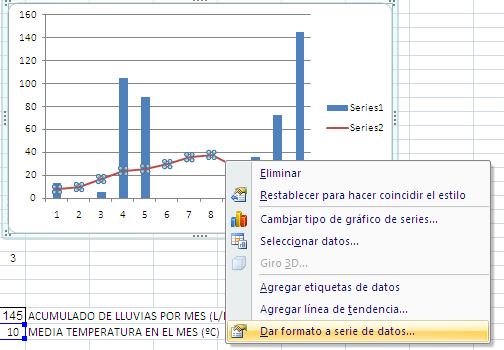 160
140
120
100
80
60
40
20
0
1 2 3 4 5 6 7 8
Series1
Series2
Eliminar
Restablecer para hacer coincidir el estilo
Cambiar tipo de gráfico de series...
Seleccionar datos...
Giro 3D...
Agregar etiquetas de datos
Agregar línea de tendencia...
Dar formato a serie de datos...
3
145 ACUMULADO DE LLUVIAS POR MES (L/
10 MEDIA TEMPERATURA EN EL MES (ºC)